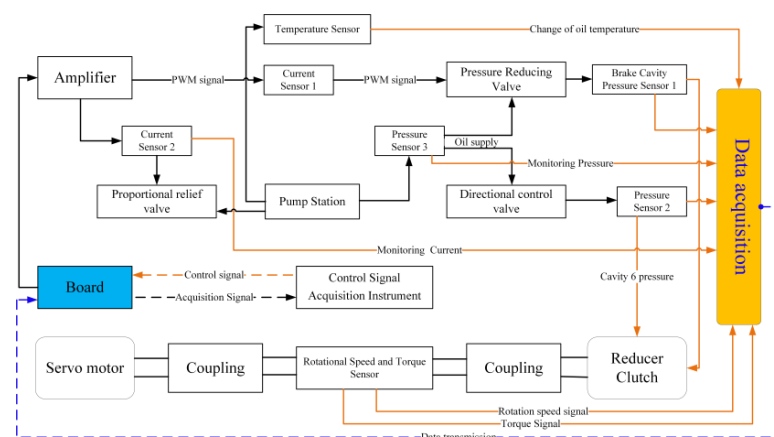 Temperature Sensor
Change of oil temperature
Amplifier
PWM signal
Current
Sensor 1
PWM signal
Pressure Reducing
Valve
Brake Cavity
Pressure Sensor 1
Current
Sensor 2
Pressure
Sensor 3
Oil supply
Monitoring Pressure
Data acquisition
Proportional relief
valve
Pump Station
Directional control
valve
Pressure
Sensor 2
Monitoring Current
Control signal
Cavity 6 pressure
Board
Acquisition Signal
Control Signal
Acquisition Instrument
Servo motor
Coupling
Rotational Speed and Torque
Sensor
Coupling
Reducer
Clutch
Rotation speed signal
Torque Signal
Data transmission